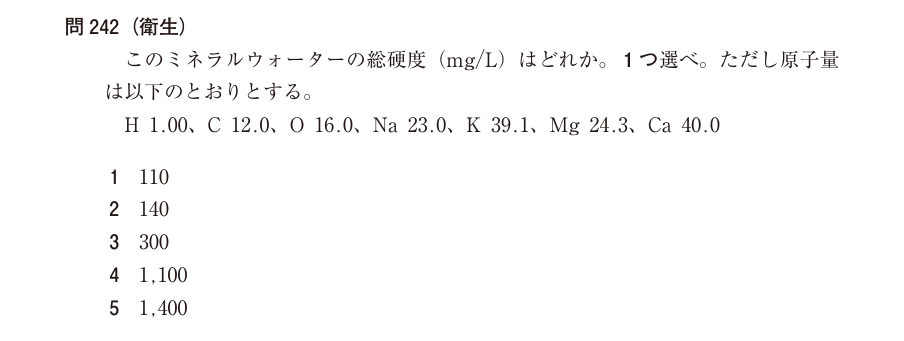 問 242（衛生）
このミネラルウォーターの総硬度（mg/L）はどれか。1つ選べ。ただし原子量
は以下のとおりとする。
H 1.00、C 12.0、O 16.0、Na 23.0、K 39.1、Mg 24.3、Ca 40.0
1 110
2 140
3 300
4 1,100
5 1,400